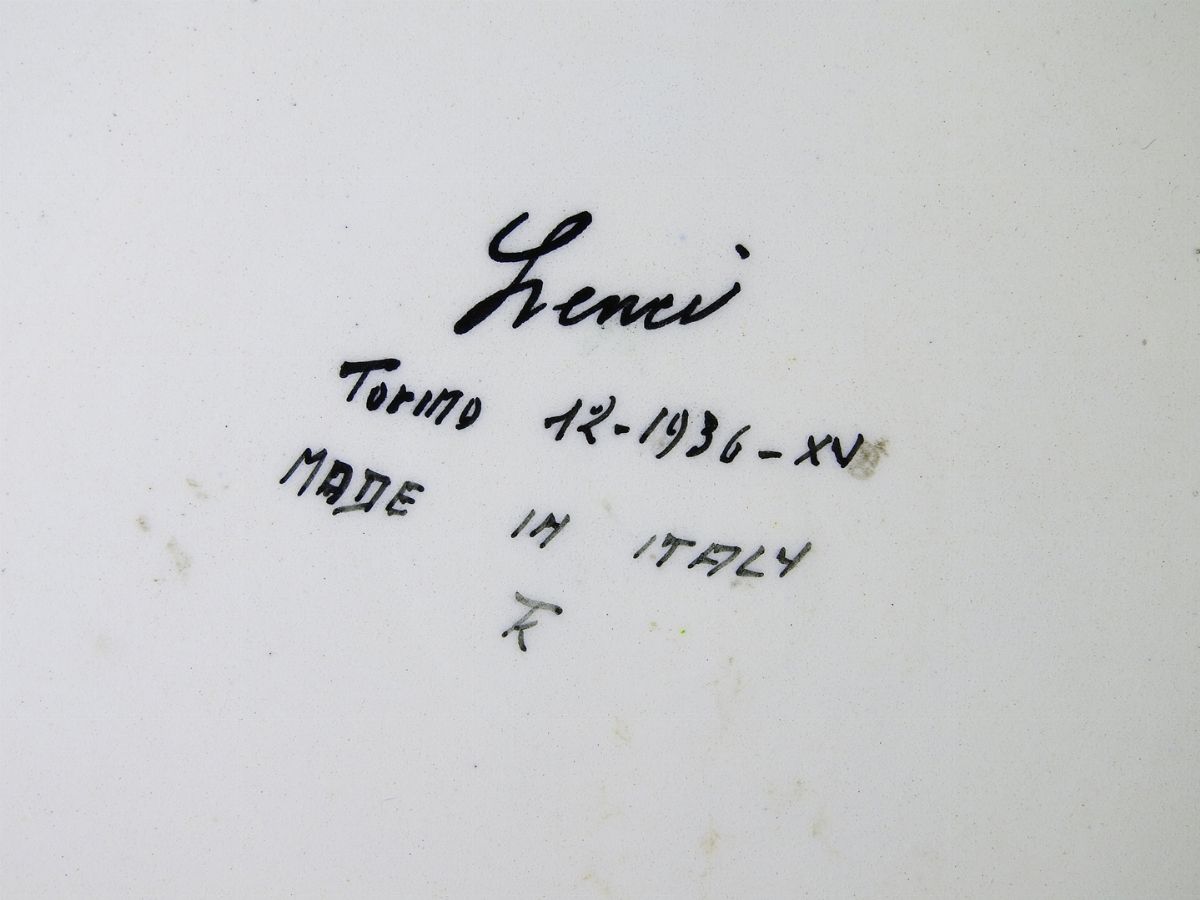 Lenci
Torino 12-1936-XV
MADE IN ITALY